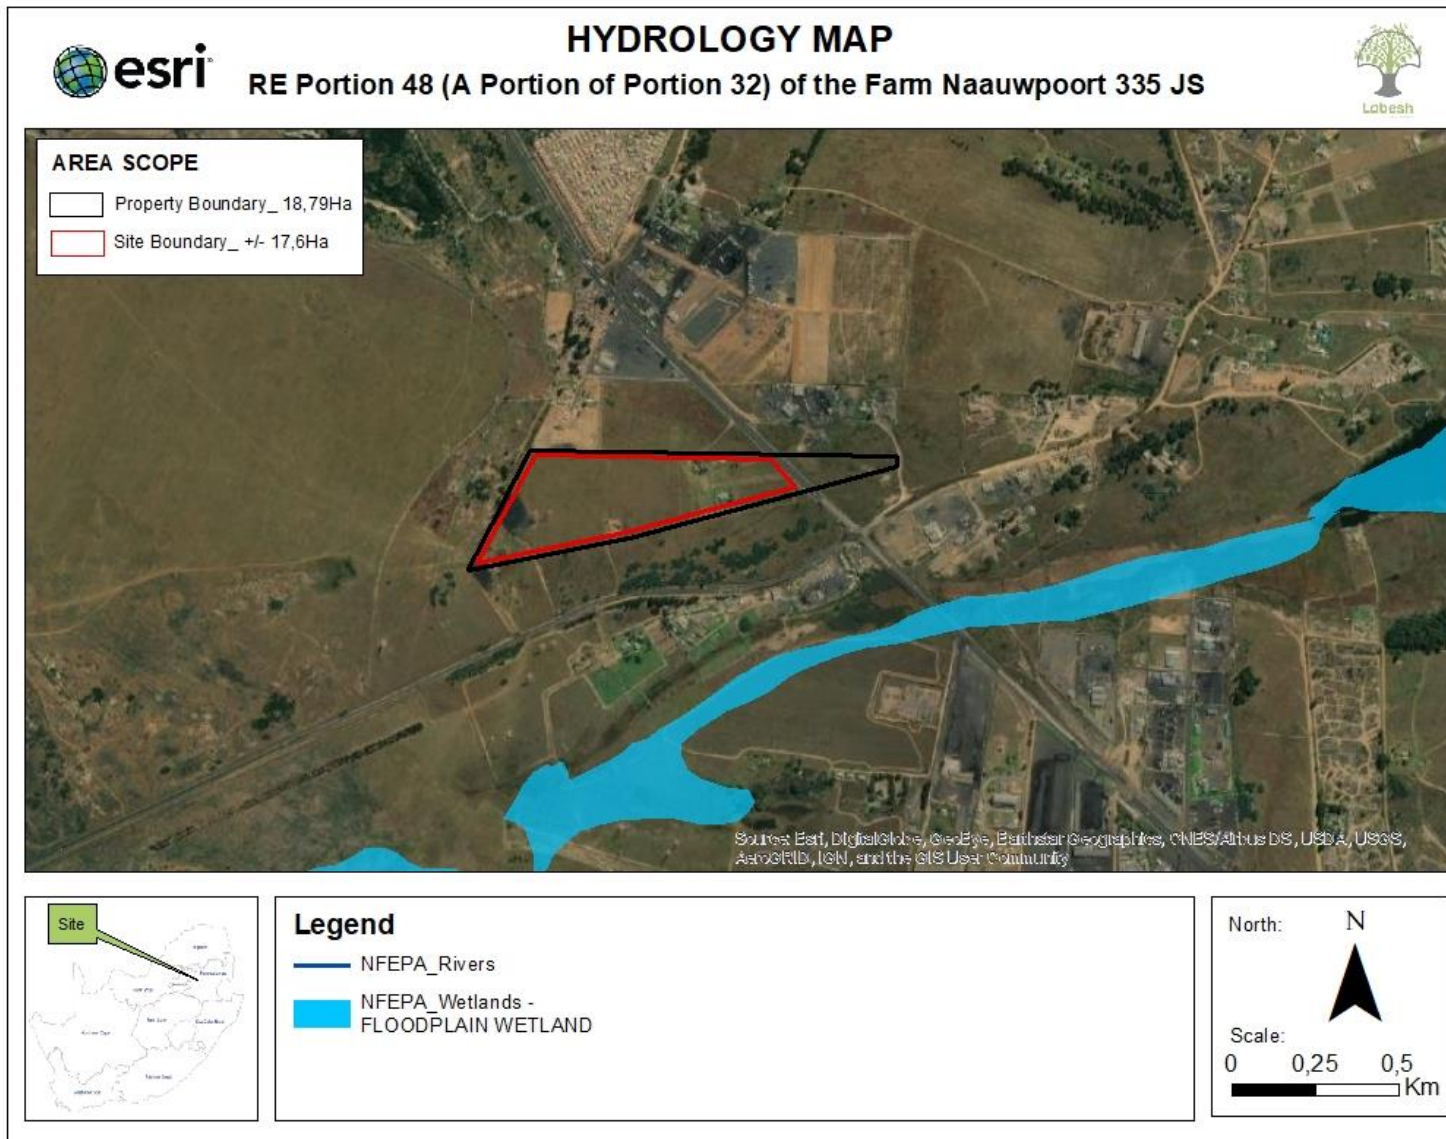 esri
HYDROLOGY MAP
RE Portion 48 (A Portion of Portion 32) of the Farm Naauwpoort 335 JS
Labesh
AREA SCOPE
Property Boundary_ 18,79Ha
Site Boundary_ +/- 17,6Ha
Source: Esri, DigitalGlobe, GeoEye, Earthstar Geographics, CNES/Airbus DS, USDA, USGS,
AeroGRID, IGN, and the GIS User Community
Site
Legend
NFEPA_Rivers
NFEPA_Wetlands -
FLOODPLAIN WETLAND
North:
N
Scale:
0 0,25 0,5
Km